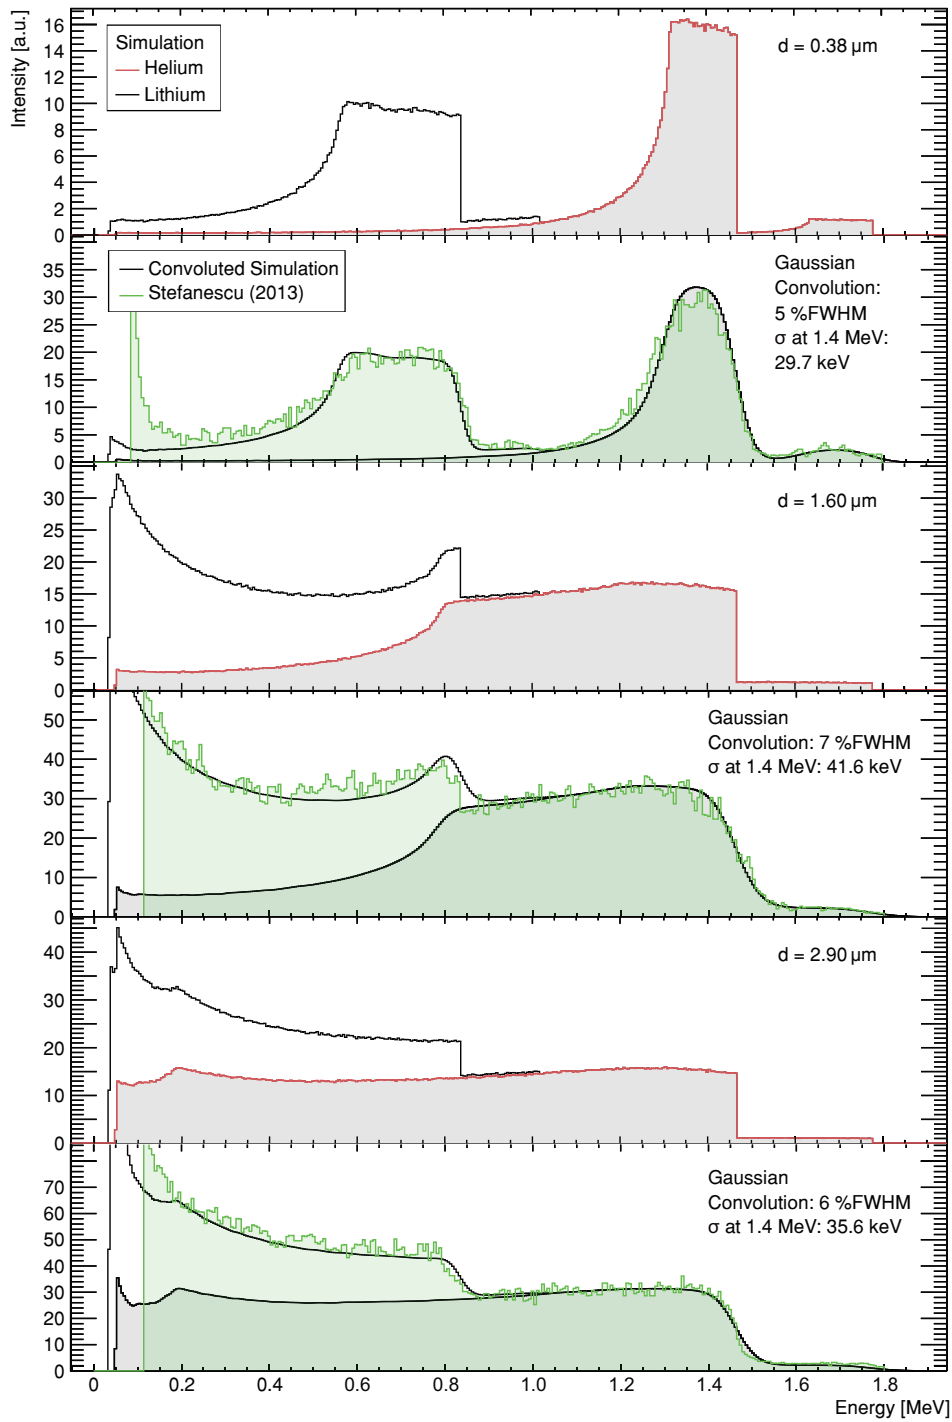 Intensity [a.u.]
16
14
12
10
8
6
4
2
0
Simulation
Helium
Lithium
d = 0.38 µm
35
30
25
20
15
10
5
0
Convoluted Simulation
Stefanescu (2013)
Gaussian
Convolution:
5 %FWHM
σ at 1.4 MeV:
29.7 keV
30
25
20
15
10
5
0
d = 1.60 µm
50
40
30
20
10
0
Gaussian
Convolution: 7 %FWHM
σ at 1.4 MeV: 41.6 keV
40
30
20
10
0
d = 2.90 µm
70
60
50
40
30
20
10
0
Gaussian
Convolution: 6 %FWHM
σ at 1.4 MeV: 35.6 keV
0 0.2 0.4 0.6 0.8 1.0 1.2 1.4 1.6 1.8
Energy [MeV]